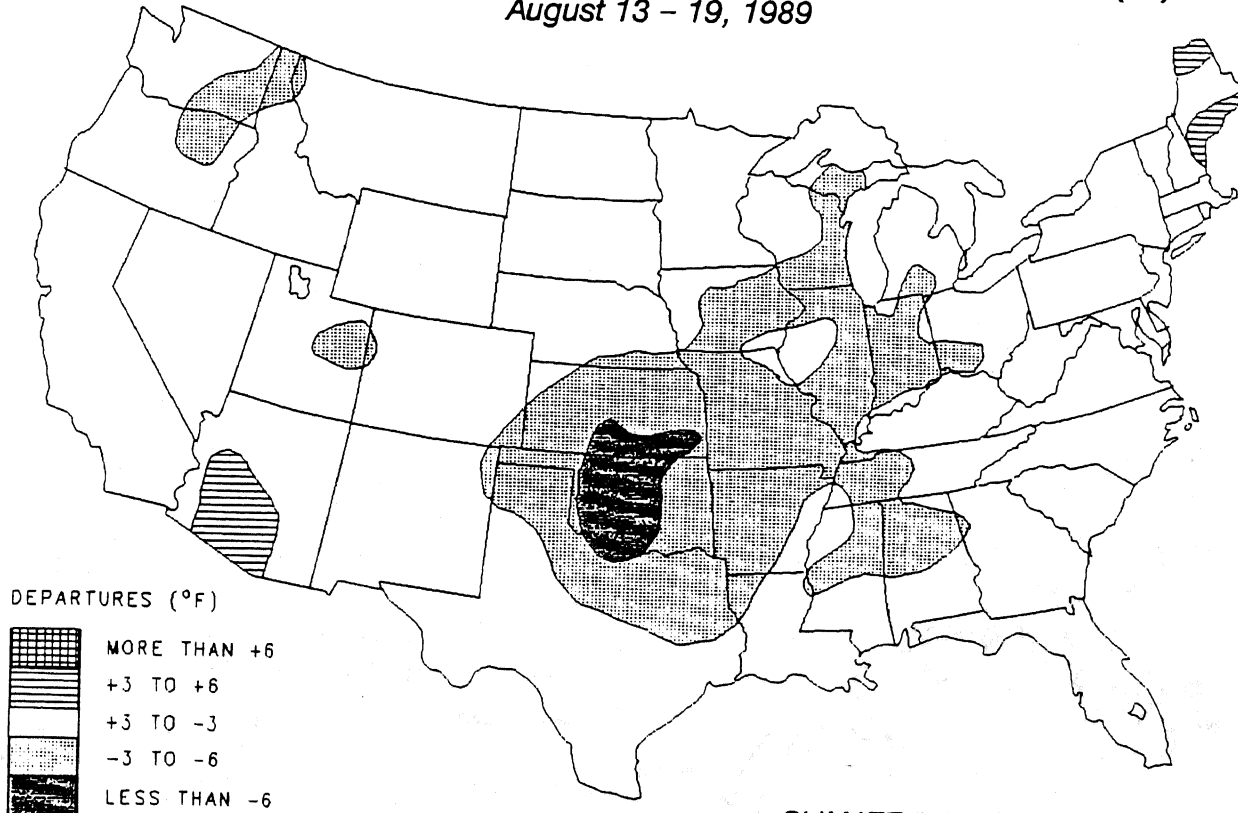 August 13 – 19, 1989
DEPARTURES (°F)
MORE THAN +6
+3 TO +6
+3 TO -3
-3 TO -6
LESS THAN -6